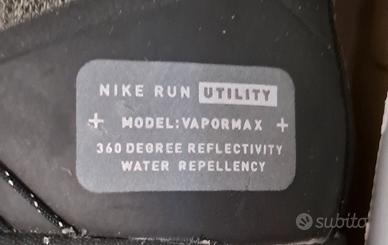 NIKE RUN UTILITY
+ MODEL:VAPORMAX +
360 DEGREE REFLECTIVITY
WATER REPELLENCY
subito